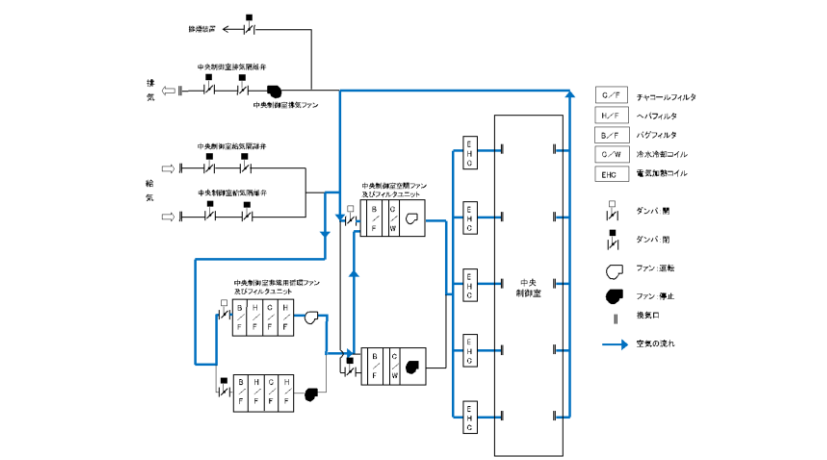 排煙装置
中央制御室排気隔離弁
排気
中央制御室排気ファン
中央制御室給気隔離弁
中央制御室給気隔離弁
給気
中央制御室空調ファン
及びフィルタユニット
B/F
C/W
中央制御室非常用循環ファン
及びフィルタユニット
B/F
H/F
C/F
H/F
B/F
H/F
C/F
H/F
B/F
C/W
EHC
EHC
EHC
EHC
EHC
中央
制御室
C/F チャコールフィルタ
H/F ヘパフィルタ
B/F バグフィルタ
C/W 冷水冷却コイル
EHC 電気加熱コイル
ダンパ:開
ダンパ:閉
ファン:運転
ファン:停止
換気口
空気の流れ